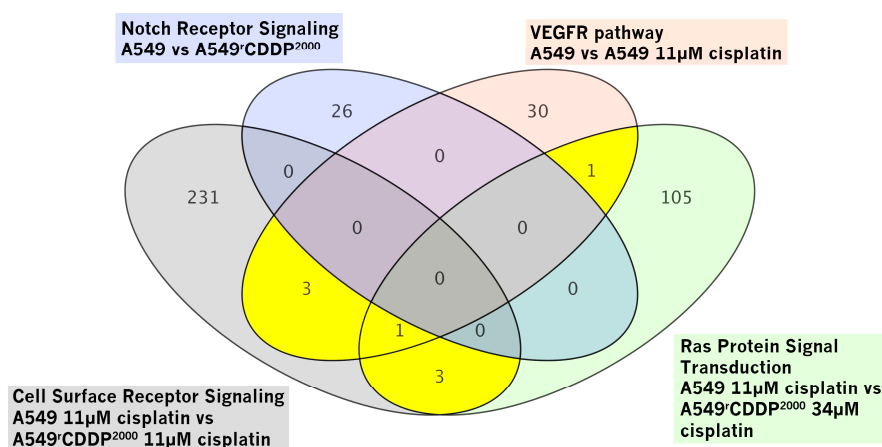 Notch Receptor Signaling
A549 vs A549ʳCDDP²⁰⁰⁰
VEGFR pathway
A549 vs A549 11µM cisplatin
26
30
0
0
1
231
105
0
0
3
0
0
1
0
3
Ras Protein Signal
Transduction
A549 11µM cisplatin vs
A549ʳCDDP²⁰⁰⁰ 34µM
cisplatin
Cell Surface Receptor Signaling
A549 11µM cisplatin vs
A549ʳCDDP²⁰⁰⁰ 11µM cisplatin